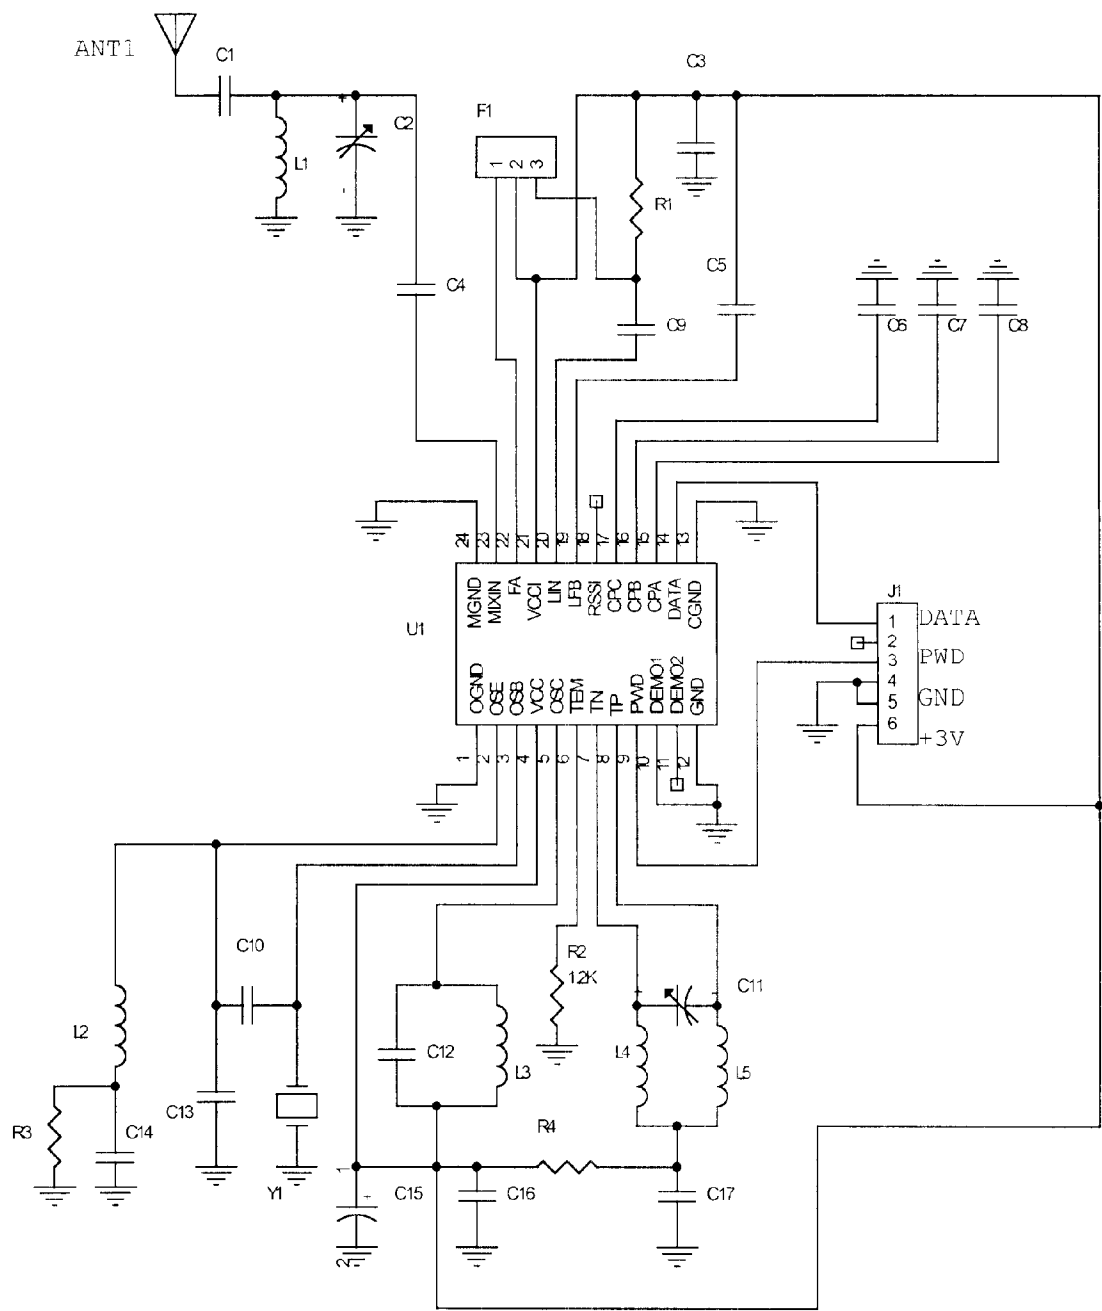 ANT1
C1
C3
C2
F1
1 2 3
L1
R1
C5
C4
C9
C6
C7
C8
24 23 22 21 20 19 18 17 16 15 14 13
MGND MIXIN FA VCCI LIN LFB RSSI CPC CPB CPA DATA CGND
U1
OGND OSE OSB VCC OSC TEM TN TP PWD DEMO1 DEMO2 GND
1 2 3 4 5 6 7 8 9 10 11 12
J1
1 DATA
2
3 PWD
4
5 GND
6
+3V
C10
R2
12K
C11
L2
C12
L3
L4
L5
C13
R3
C14
R4
Y1
1
C15
C16
C17
2